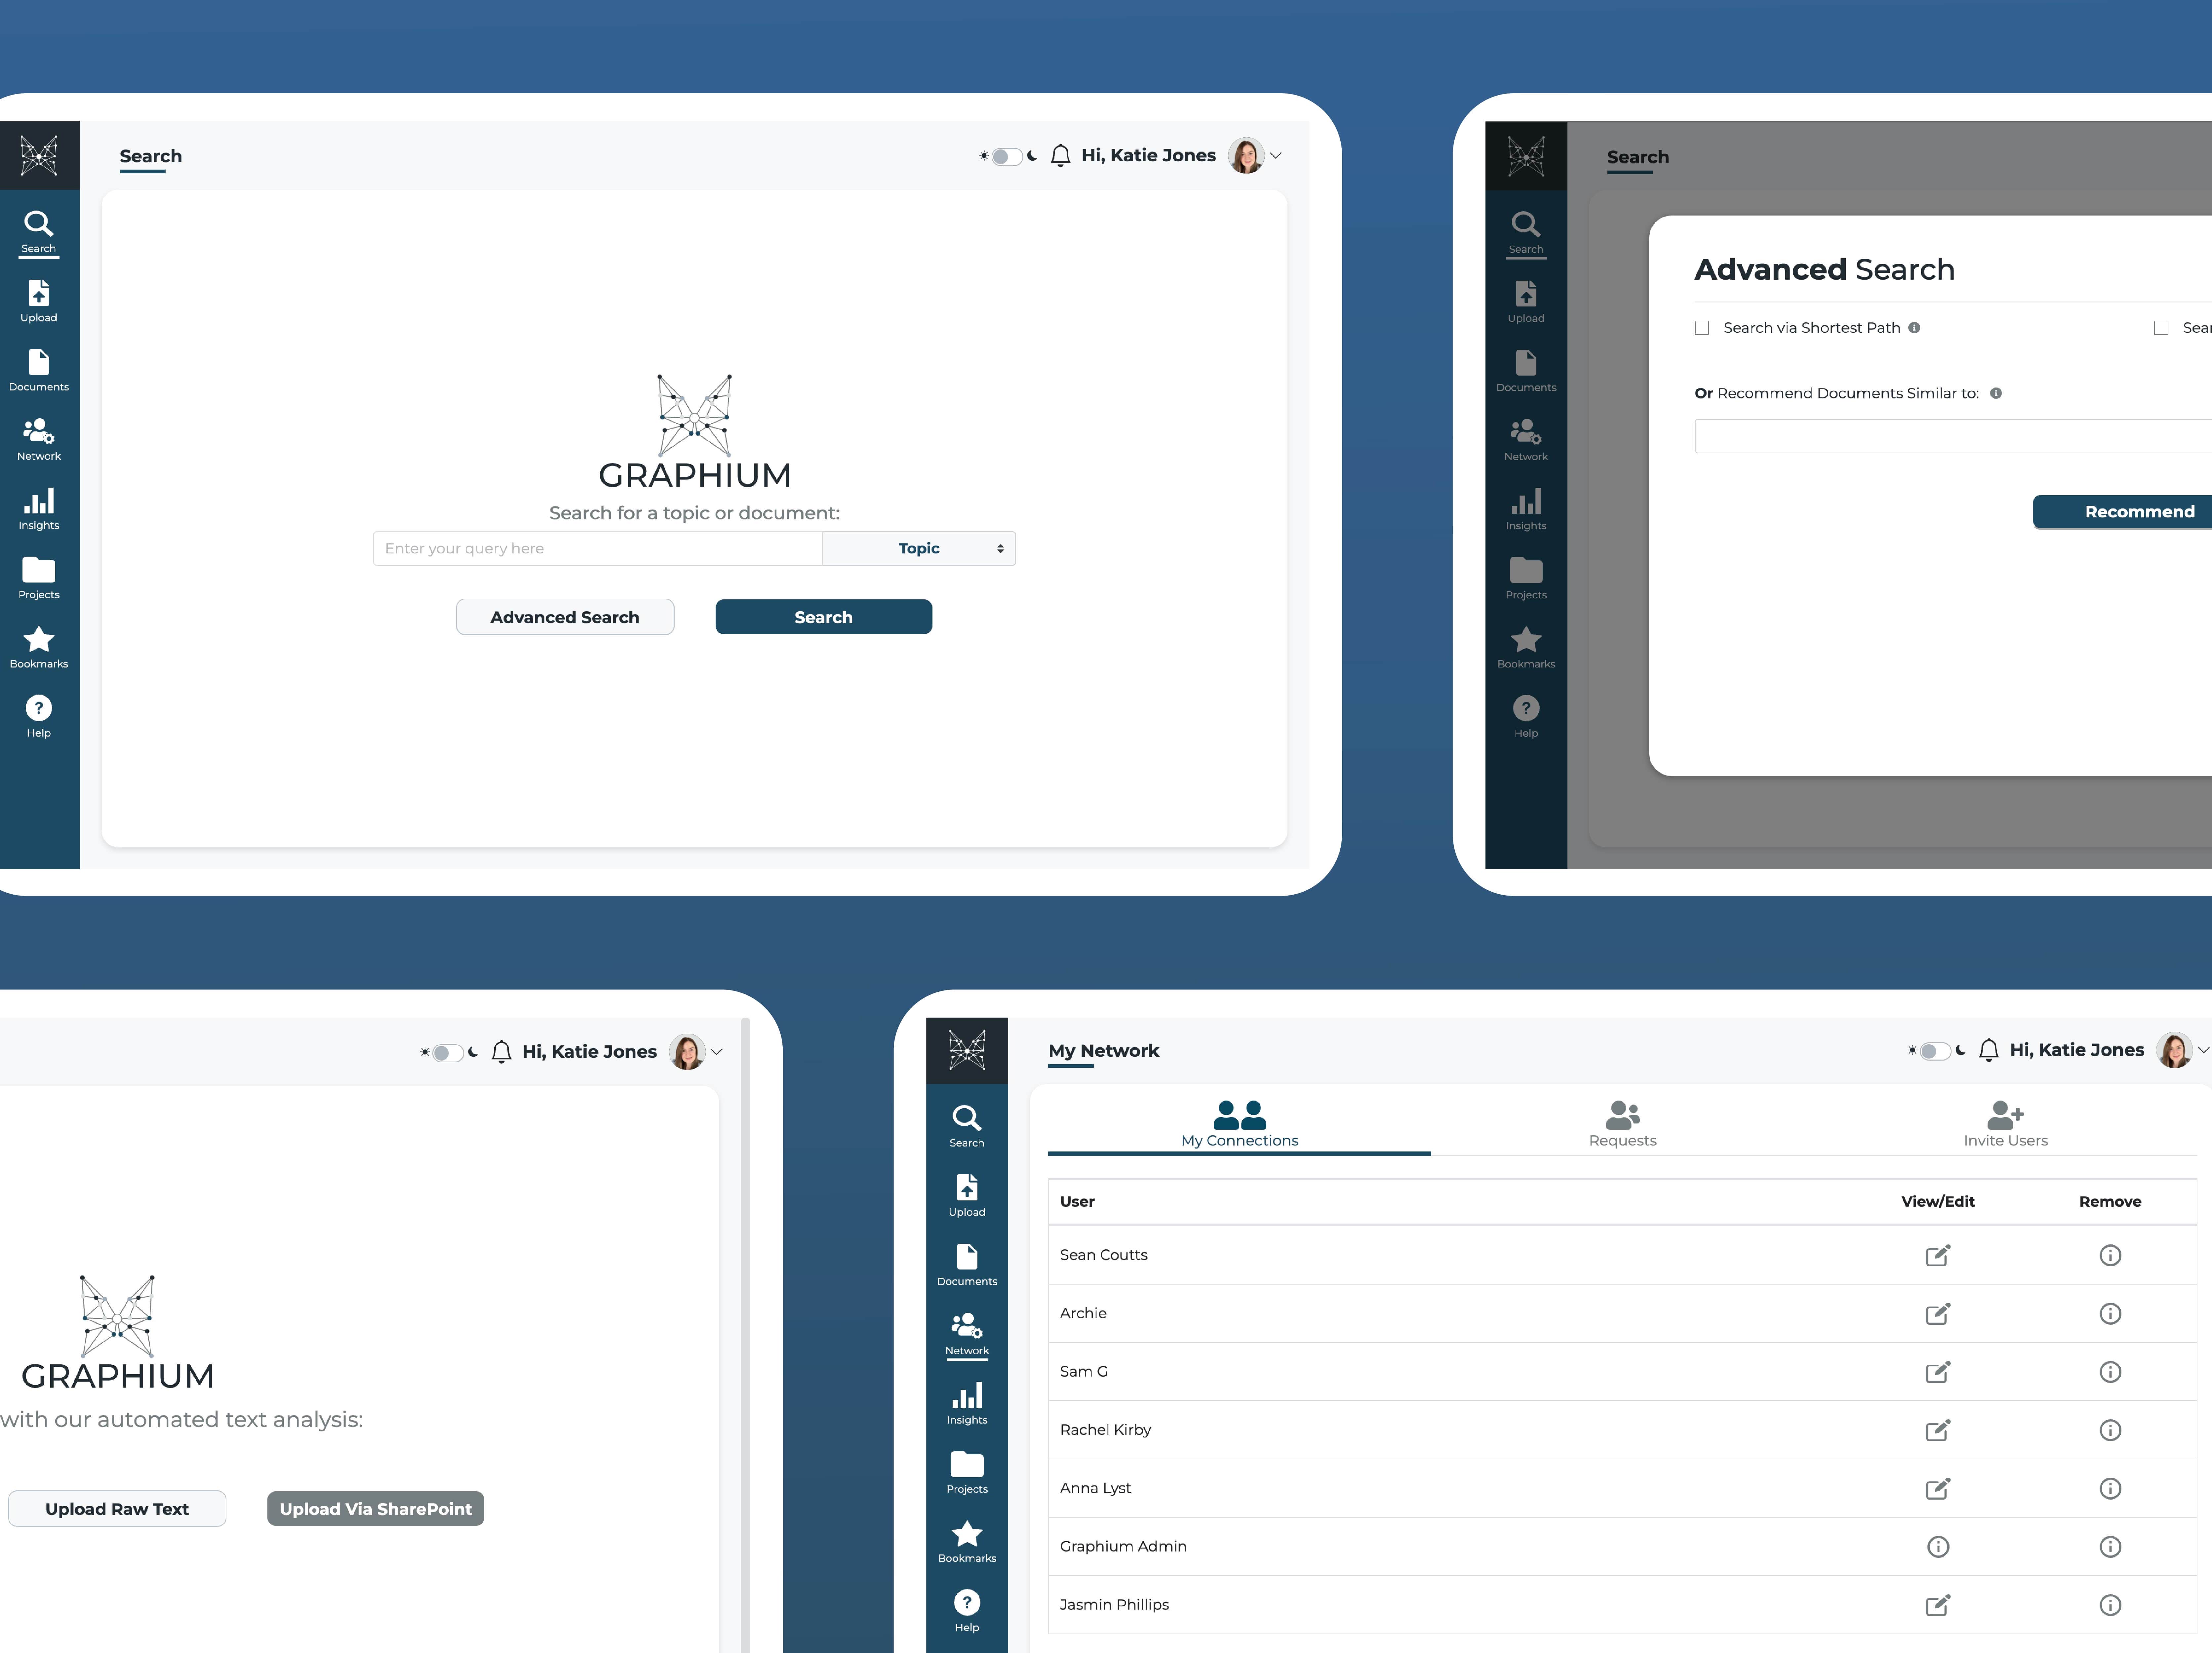 Search
Hi, Katie Jones
Search
Upload
Documents
Network
Insights
Projects
Bookmarks
Help
GRAPHIUM
Search for a topic or document:
Enter your query here
Topic
Advanced Search
Search
Search
Search
Upload
Documents
Network
Insights
Projects
Bookmarks
Help
Advanced Search
Search via Shortest Path
Or Recommend Documents Similar to:
Recommend
Hi, Katie Jones
GRAPHIUM
with our automated text analysis:
Upload Raw Text
Upload Via SharePoint
My Network
Hi, Katie Jones
Search
Upload
Documents
Network
Insights
Projects
Bookmarks
Help
My Connections
Requests
Invite Users
User View/Edit Remove
Sean Coutts
Archie
Sam G
Rachel Kirby
Anna Lyst
Graphium Admin
Jasmin Phillips